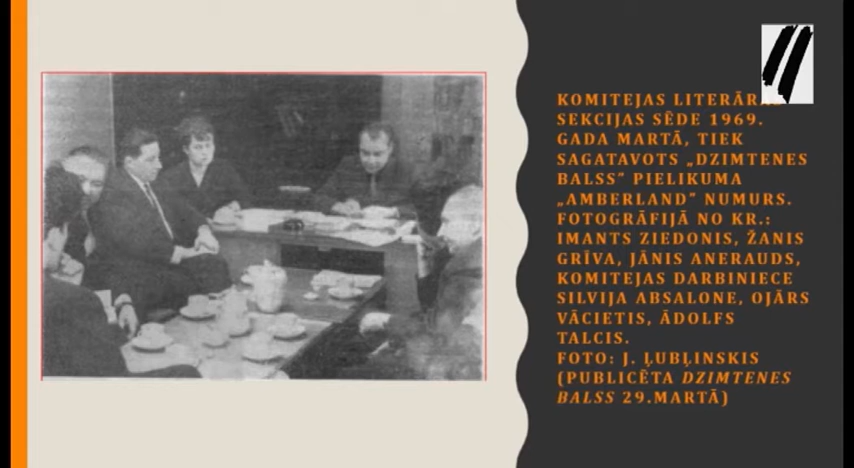 KOMITEJAS LITERĀRĀS
SEKCIJAS SĒDE 1969.
GADA MARTĀ, TIEK
SAGATAVOTS „DZIMTENES
BALSS” PIELIKUMA
„AMBERLAND” NUMURS.
FOTOGRĀFIJĀ NO KR.:
IMANTS ZIEDONIS, ŽANIS
GRĪVA, JĀNIS ANERAUDS,
KOMITEJAS DARBINIECE
SILVIJA ABSALONE, OJĀRS
VĀCIETIS, ĀDOLFS
TALCIS.
FOTO: J. ĻUBĻINSKIS
(PUBLICĒTA DZIMTENES
BALSS 29.MARTĀ)